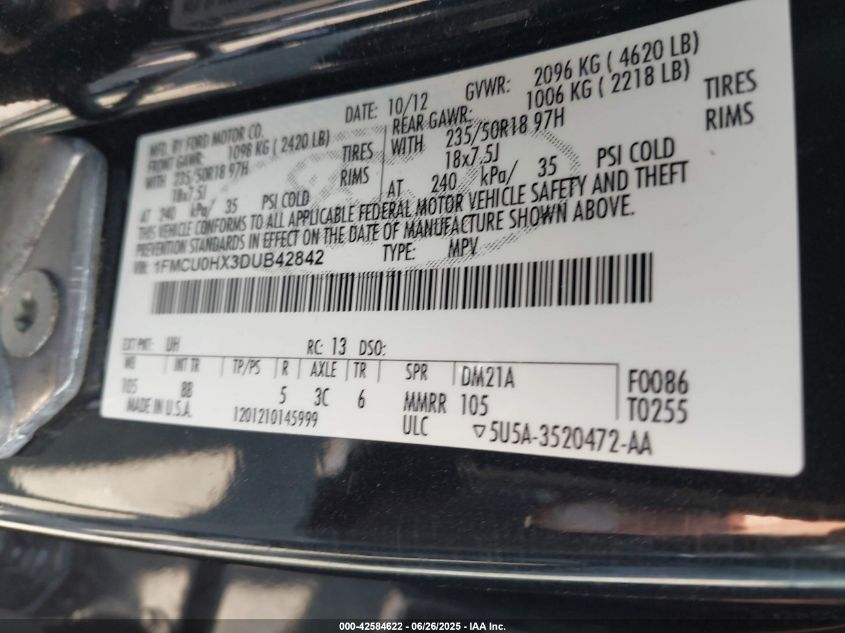 MFD. BY FORD MOTOR CO. DATE: 10/12 GVWR: 2096 KG ( 4620 LB)
FRONT GAWR: 1098 KG ( 2420 LB) REAR GAWR: 1006 KG ( 2218 LB)
WITH 235/50R18 97H TIRES WITH 235/50R18 97H TIRES
18x7.5J RIMS 18x7.5J RIMS
AT 240 kPa/ 35 PSI COLD AT 240 kPa/ 35 PSI COLD
THIS VEHICLE CONFORMS TO ALL APPLICABLE FEDERAL MOTOR VEHICLE SAFETY AND THEFT
PREVENTION STANDARDS IN EFFECT ON THE DATE OF MANUFACTURE SHOWN ABOVE.
VIN: 1FMCU0HX3DUB42842 TYPE: MPV
EXT PNT: UH RC: 13 DSO:
WB INT TR TP/PS R AXLE TR SPR DM21A F0086
105 BB 5 3C 6 MMRR 105 T0255
MADE IN U.S.A. 1201210145999 ULC ▽5U5A-3520472-AA
000-42584622 - 06/26/2025 - IAA Inc.